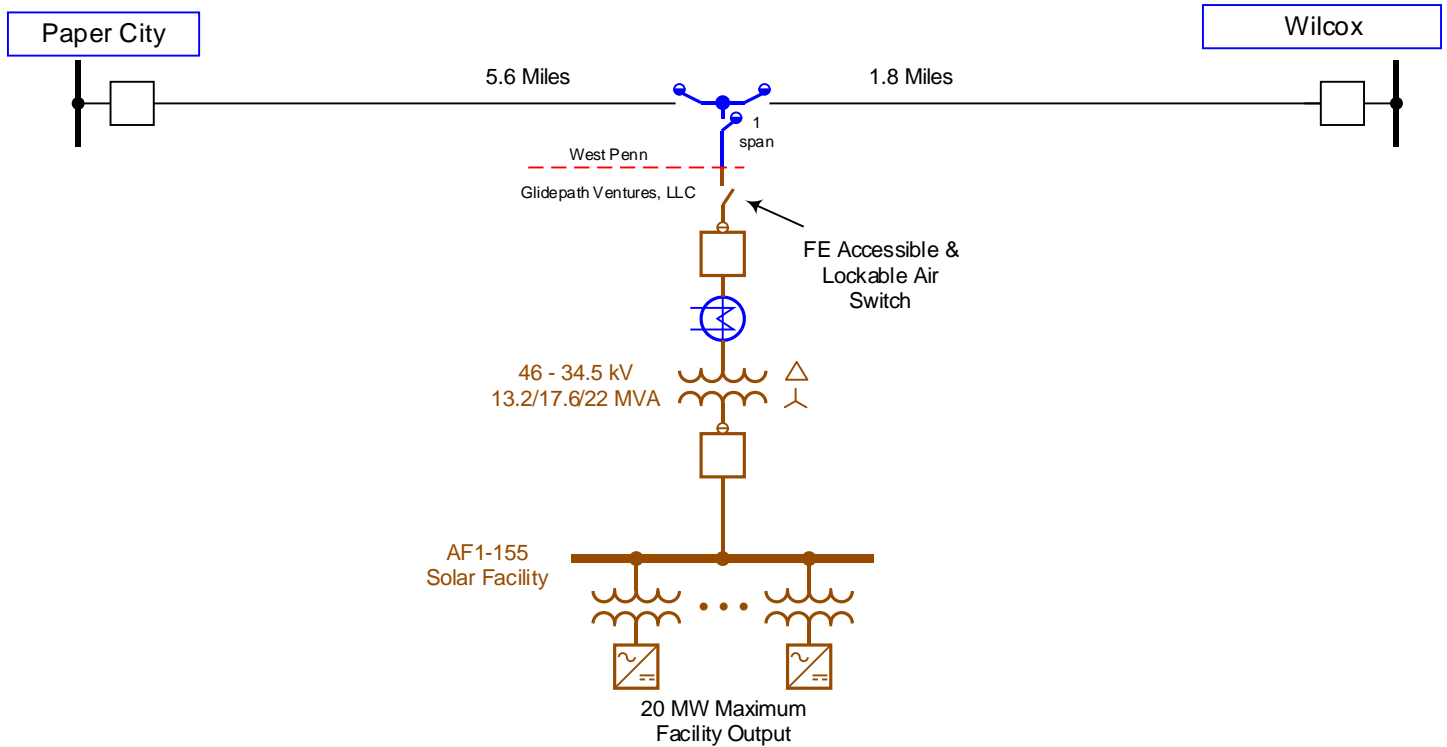 Paper City
Wilcox
5.6 Miles
1.8 Miles
1
span
West Penn
Glidepath Ventures, LLC
FE Accessible &
Lockable Air
Switch
46 - 34.5 kV
13.2/17.6/22 MVA
AF1-155
Solar Facility
20 MW Maximum
Facility Output